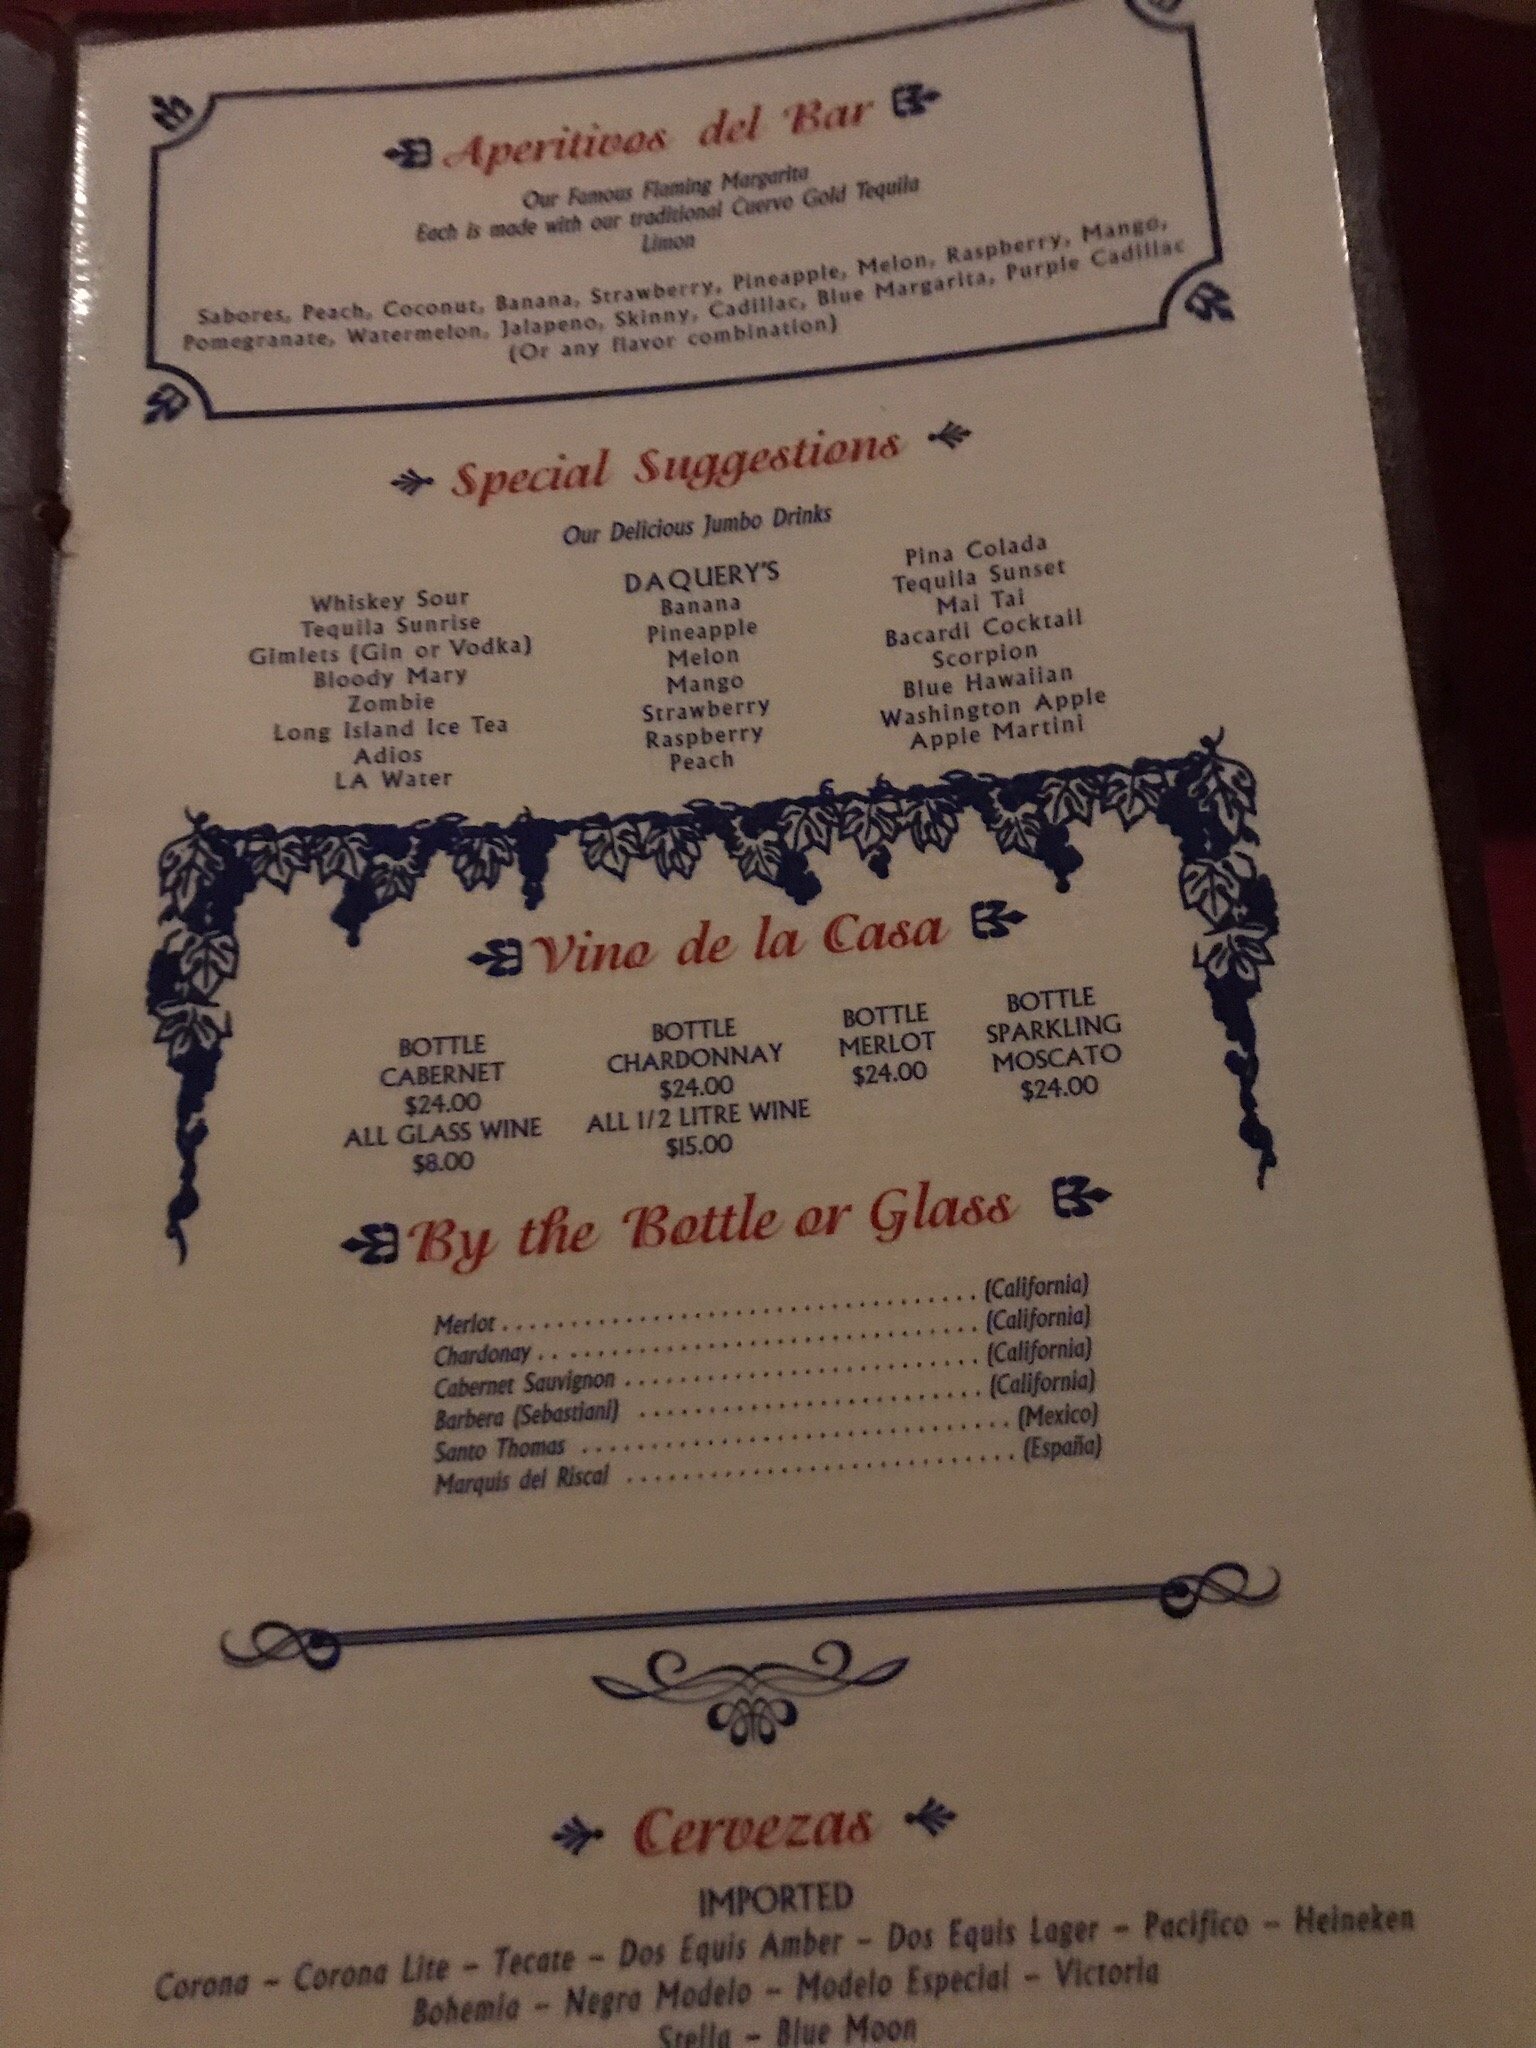 Aperitivos del Bar
Our Famous Flaming Margarita
Each is made with our traditional Cuervo Gold Tequila
Limon
Sabores, Peach, Coconut, Banana, Strawberry, Pineapple, Melon, Raspberry, Mango,
Pomegranate, Watermelon, Jalapeno, Skinny, Cadillac, Blue Margarita, Purple Cadillac
(Or any flavor combination)
Special Suggestions
Our Delicious Jumbo Drinks
Whiskey Sour
Tequila Sunrise
Gimlets (Gin or Vodka)
Bloody Mary
Zombie
Long Island Ice Tea
Adios
LA Water
DAQUERY'S
Banana
Pineapple
Melon
Mango
Strawberry
Raspberry
Peach
Pina Colada
Tequila Sunset
Mai Tai
Bacardi Cocktail
Scorpion
Blue Hawaiian
Washington Apple
Apple Martini
Vino de la Casa
BOTTLE
CABERNET
$24.00
ALL GLASS WINE
$8.00
BOTTLE
CHARDONNAY
$24.00
ALL 1/2 LITRE WINE
$15.00
BOTTLE
MERLOT
$24.00
BOTTLE
SPARKLING
MOSCATO
$24.00
By the Bottle or Glass
Merlot . . . . . . . . . . . . . . . . . . . . . . . . . . . . . . . . . . . (California)
Chardonay . . . . . . . . . . . . . . . . . . . . . . . . . . . . . . . . (California)
Cabernet Sauvignon . . . . . . . . . . . . . . . . . . . . . . . . . . (California)
Barbera (Sebastiani) . . . . . . . . . . . . . . . . . . . . . . . . . . (California)
Santo Thomas . . . . . . . . . . . . . . . . . . . . . . . . . . . . . . . (Mexico)
Marquis del Riscal . . . . . . . . . . . . . . . . . . . . . . . . . . . . . (España)
Cervezas
IMPORTED
Corona – Corona Lite – Tecate – Dos Equis Amber – Dos Equis Lager – Pacifico – Heineken
Bohemia – Negra Modelo – Modelo Especial – Victoria
Stella – Blue Moon